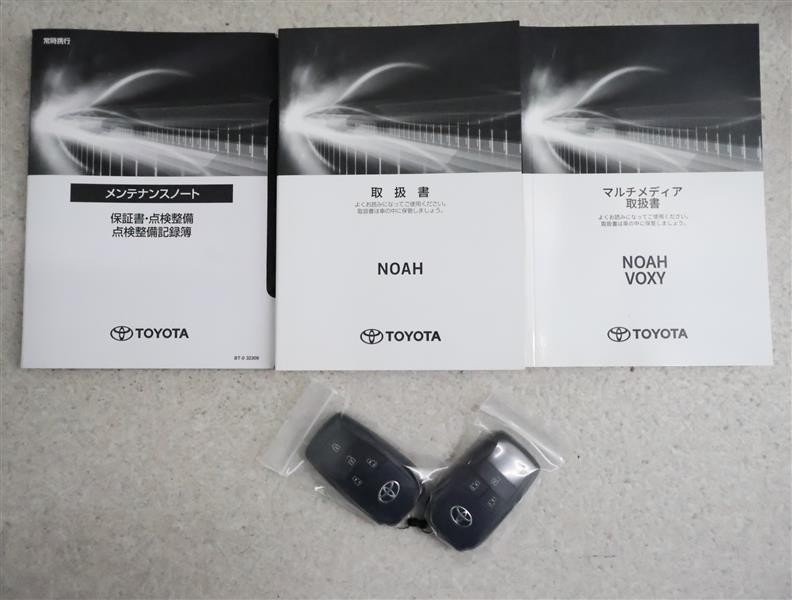 常時携行
メンテナンスノート
保証書・点検整備
点検整備記録簿
TOYOTA
BT-0 32309
取扱書
よくお読みになってご使用ください。
取扱書は車の中に保管しましょう。
NOAH
TOYOTA
マルチメディア
取扱書
よくお読みになってご使用ください。
取扱書は車の中に保管しましょう。
NOAH
VOXY
TOYOTA